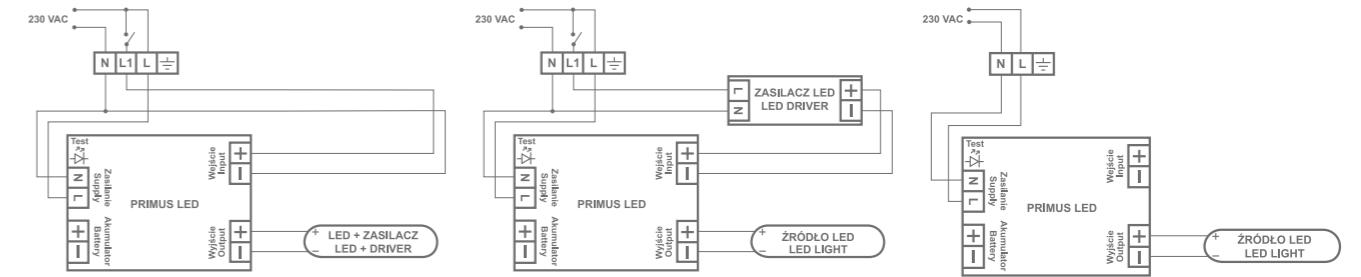 230 VAC
N L1 L
Test
N
L
Zasilanie
Supply
Akumulator
Battery
+
−
PRIMUS LED
Wejście
Input
+
−
Wyjście
Output
+
−
+
−
LED + ZASILACZ
LED + DRIVER
230 VAC
N L1 L
L
N
ZASILACZ LED
LED DRIVER
+
−
Test
N
L
Zasilanie
Supply
Akumulator
Battery
+
−
PRIMUS LED
Wejście
Input
+
−
Wyjście
Output
+
−
+
−
ŹRÓDŁO LED
LED LIGHT
230 VAC
N L
Test
N
L
Zasilanie
Supply
Akumulator
Battery
+
−
PRIMUS LED
Wejście
Input
+
−
Wyjście
Output
+
−
+
−
ŹRÓDŁO LED
LED LIGHT